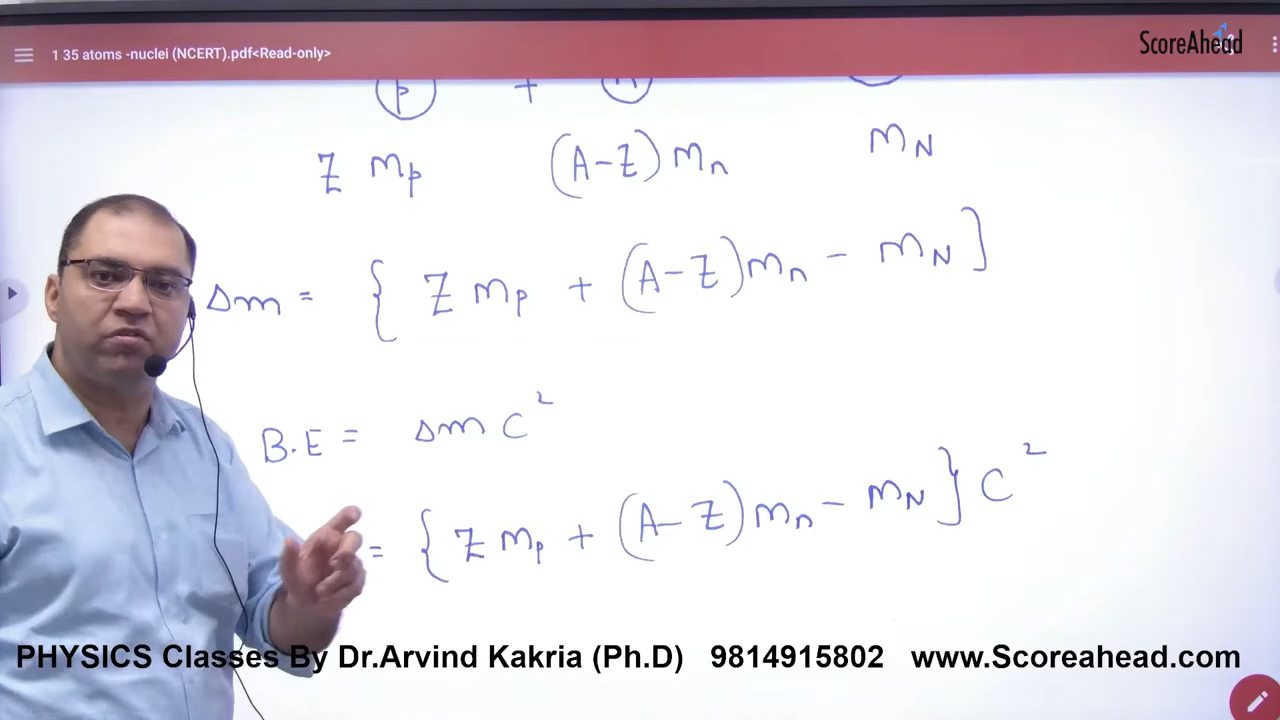 1 35 atoms -nuclei (NCERT).pdf<Read-only>
ScoreAhead
p + n
Z mp (A-Z) mn mN
Δm = { Z mp + (A-Z) mn - mN ]
B.E = Δm c²
= { Z mp + (A-Z) mn - mN } c²
PHYSICS Classes By Dr.Arvind Kakria (Ph.D) 9814915802 www.Scoreahead.com